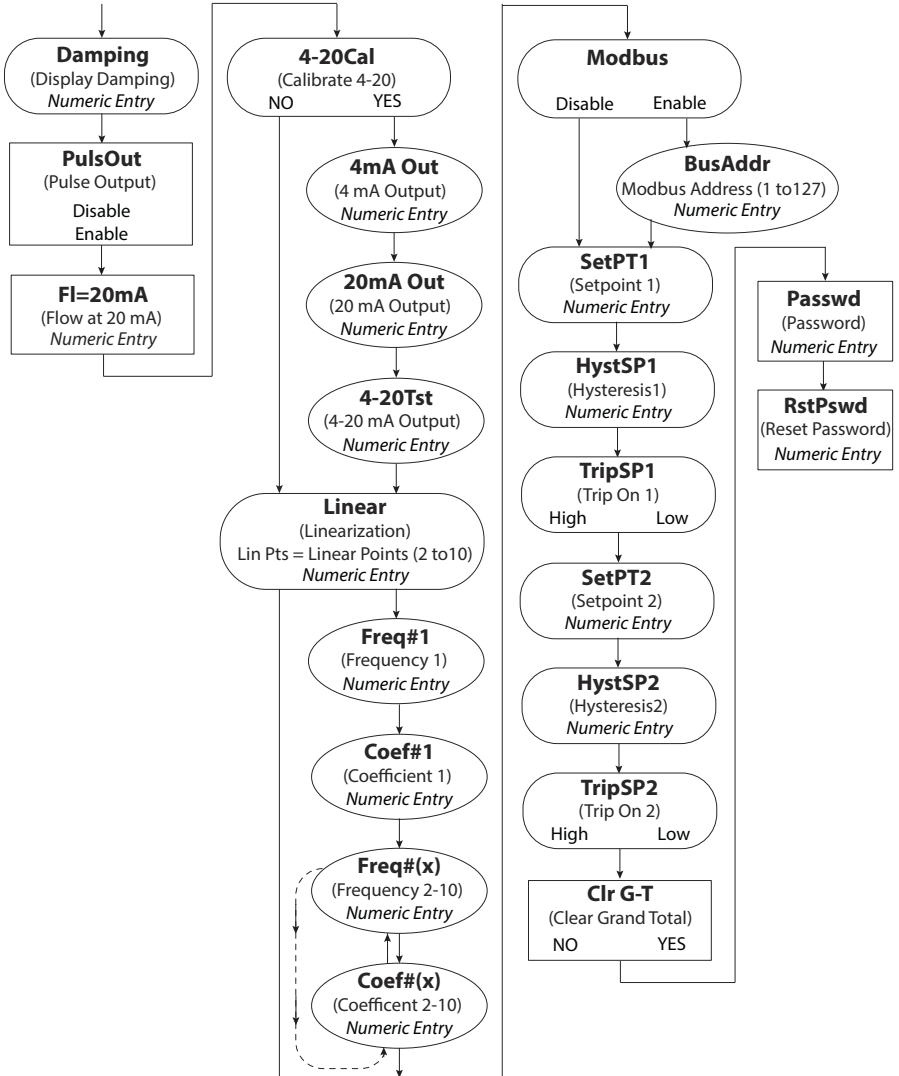 Damping
(Display Damping)
Numeric Entry
PulsOut
(Pulse Output)
Disable
Enable
Fl=20mA
(Flow at 20 mA)
Numeric Entry
4-20Cal
(Calibrate 4-20)
NO YES
4mA Out
(4 mA Output)
Numeric Entry
20mA Out
(20 mA Output)
Numeric Entry
4-20Tst
(4-20 mA Output)
Numeric Entry
Linear
(Linearization)
Lin Pts = Linear Points (2 to10)
Numeric Entry
Freq#1
(Frequency 1)
Numeric Entry
Coef#1
(Coefficient 1)
Numeric Entry
Freq#(x)
(Frequency 2-10)
Numeric Entry
Coef#(x)
(Coefficent 2-10)
Numeric Entry
Modbus
Disable Enable
BusAddr
Modbus Address (1 to127)
Numeric Entry
SetPT1
(Setpoint 1)
Numeric Entry
HystSP1
(Hysteresis1)
Numeric Entry
TripSP1
(Trip On 1)
High Low
SetPT2
(Setpoint 2)
Numeric Entry
HystSP2
(Hysteresis2)
Numeric Entry
TripSP2
(Trip On 2)
High Low
Clr G-T
(Clear Grand Total)
NO YES
Passwd
(Password)
Numeric Entry
RstPswd
(Reset Password)
Numeric Entry